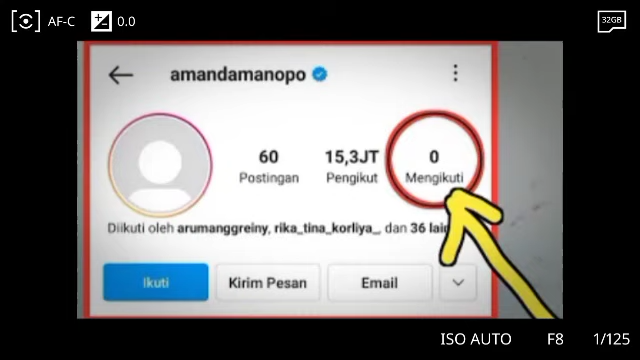 AF-C 0.0 32GB
amandamanopo
60 15,3JT 0
Postingan Pengikut Mengikuti
Diikuti oleh arumanggreiny, rika_tina_korliya_, dan 36
Ikuti Kirim Pesan Email
ISO AUTO F8 1/125